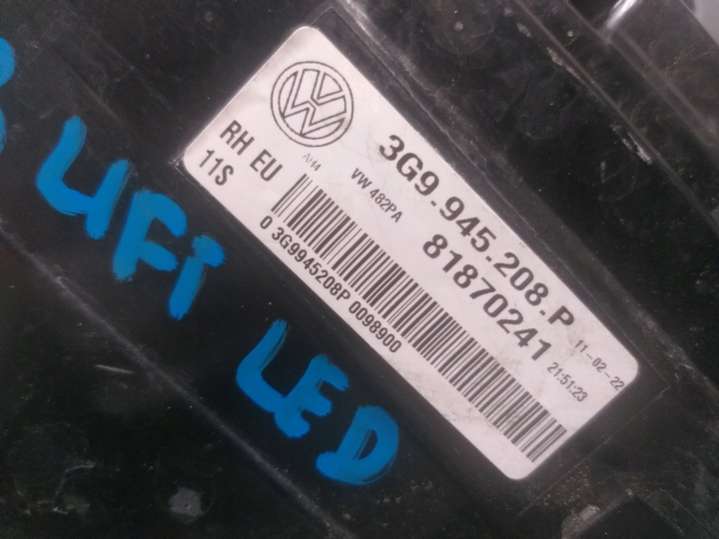 3G9.945.208.P
81870241
RH EU
11S
VW 482PA
11-02-22
21:51:23
0 3G9945208P 0098900
UFi
LED